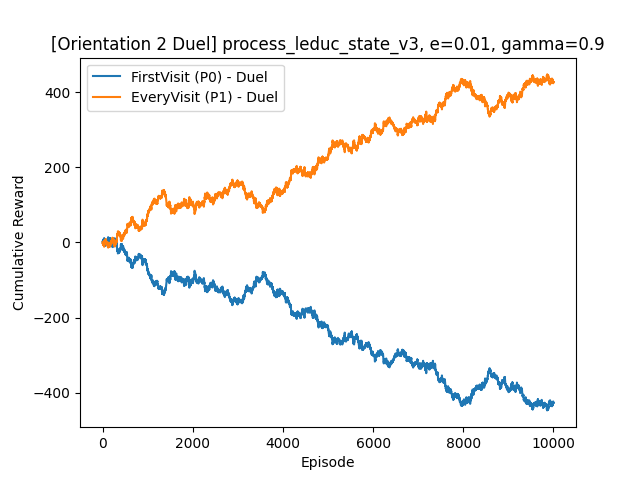 [Orientation 2 Duel] process_leduc_state_v3, e=0.01, gamma=0.9
FirstVisit (P0) - Duel
EveryVisit (P1) - Duel
400
200
0
−200
−400
Cumulative Reward
0
2000
4000
6000
8000
10000
Episode